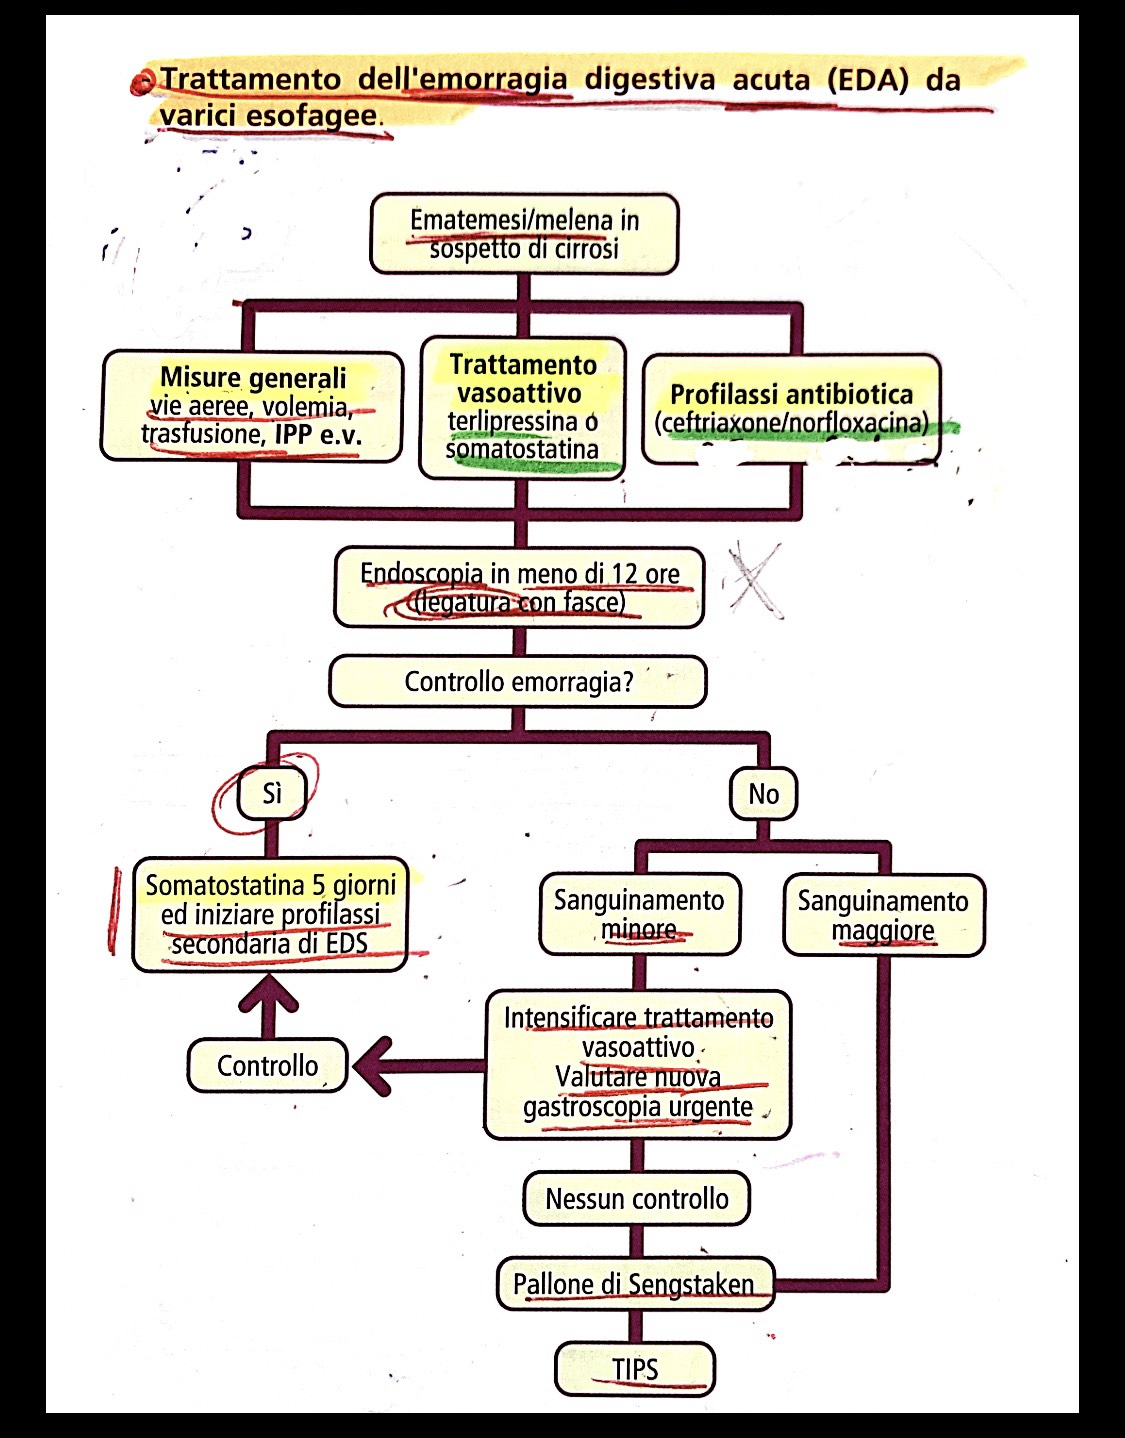 Trattamento dell'emorragia digestiva acuta (EDA) da
varici esofagee.
Ematemesi/melena in
sospetto di cirrosi
Misure generali
vie aeree, volemia,
trasfusione, IPP e.v.
Trattamento
vasoattivo
terlipressina o
somatostatina
Profilassi antibiotica
(ceftriaxone/norfloxacina)
Endoscopia in meno di 12 ore
(legatura con fasce)
Controllo emorragia?
Sì
No
Somatostatina 5 giorni
ed iniziare profilassi
secondaria di EDS
Sanguinamento
minore
Sanguinamento
maggiore
Intensificare trattamento
vasoattivo
Valutare nuova
gastroscopia urgente
Controllo
Nessun controllo
Pallone di Sengstaken
TIPS